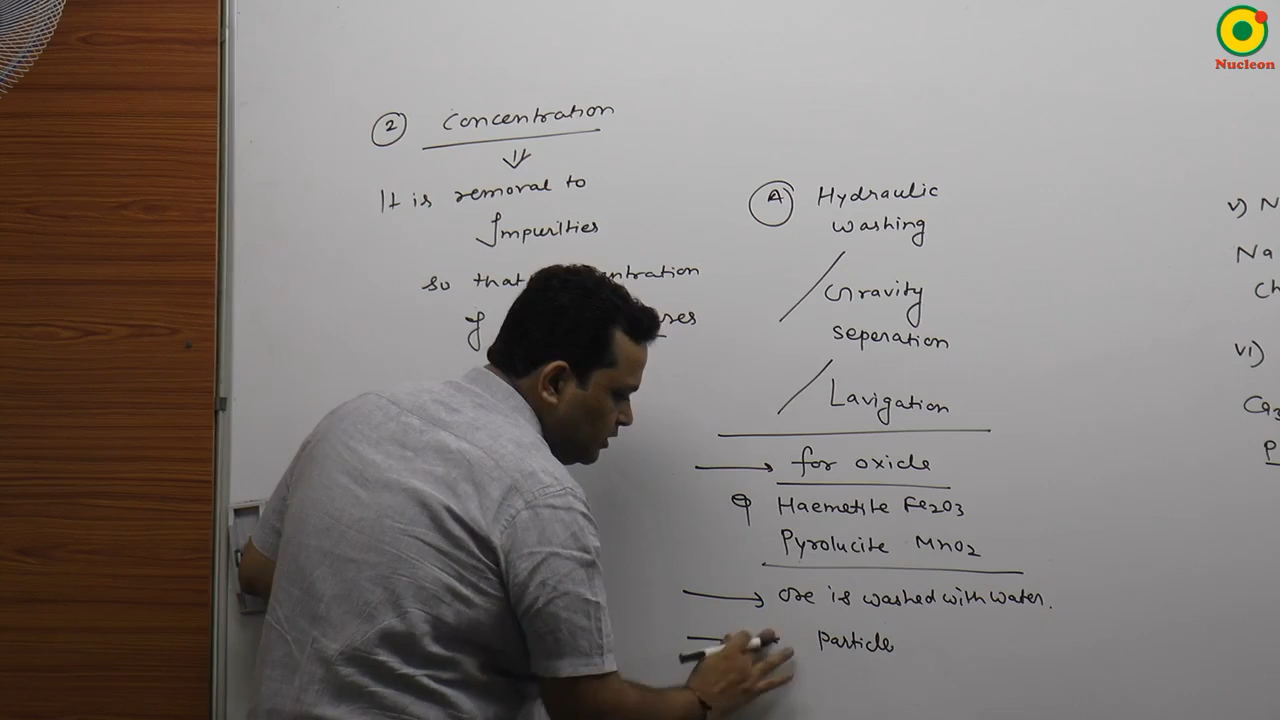 Nucleon
2 Concentration
It is removal to
Impurities
so that
A Hydraulic
washing
/ Gravity
seperation
/ Lavigation
→ for oxide
Haemetite Fe2O3
Pyrolucite MnO2
→ ore is washed with water.
Particle
v) N
Na
Ch
vi)
Ca3
P